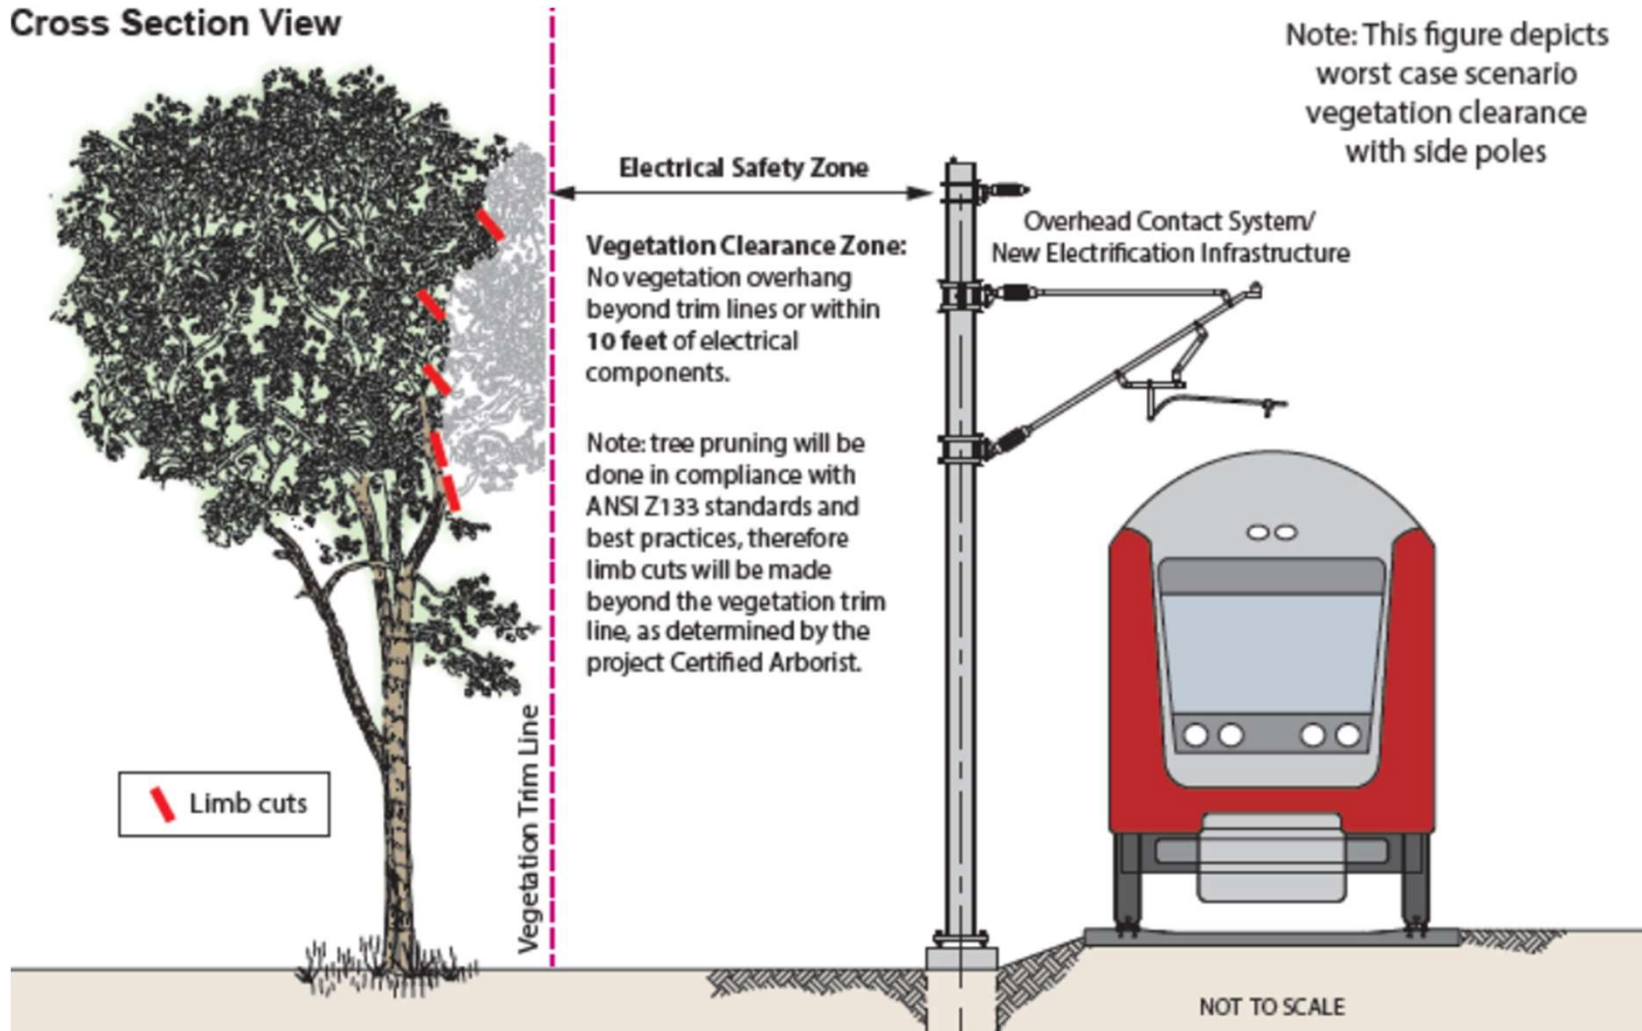 Cross Section View
Note: This figure depicts
worst case scenario
vegetation clearance
with side poles
Electrical Safety Zone
Overhead Contact System/
New Electrification Infrastructure
Vegetation Clearance Zone:
No vegetation overhang
beyond trim lines or within
10 feet of electrical
components.
Note: tree pruning will be
done in compliance with
ANSI Z133 standards and
best practices, therefore
limb cuts will be made
beyond the vegetation trim
line, as determined by the
project Certified Arborist.
Vegetation Trim Line
Limb cuts
NOT TO SCALE